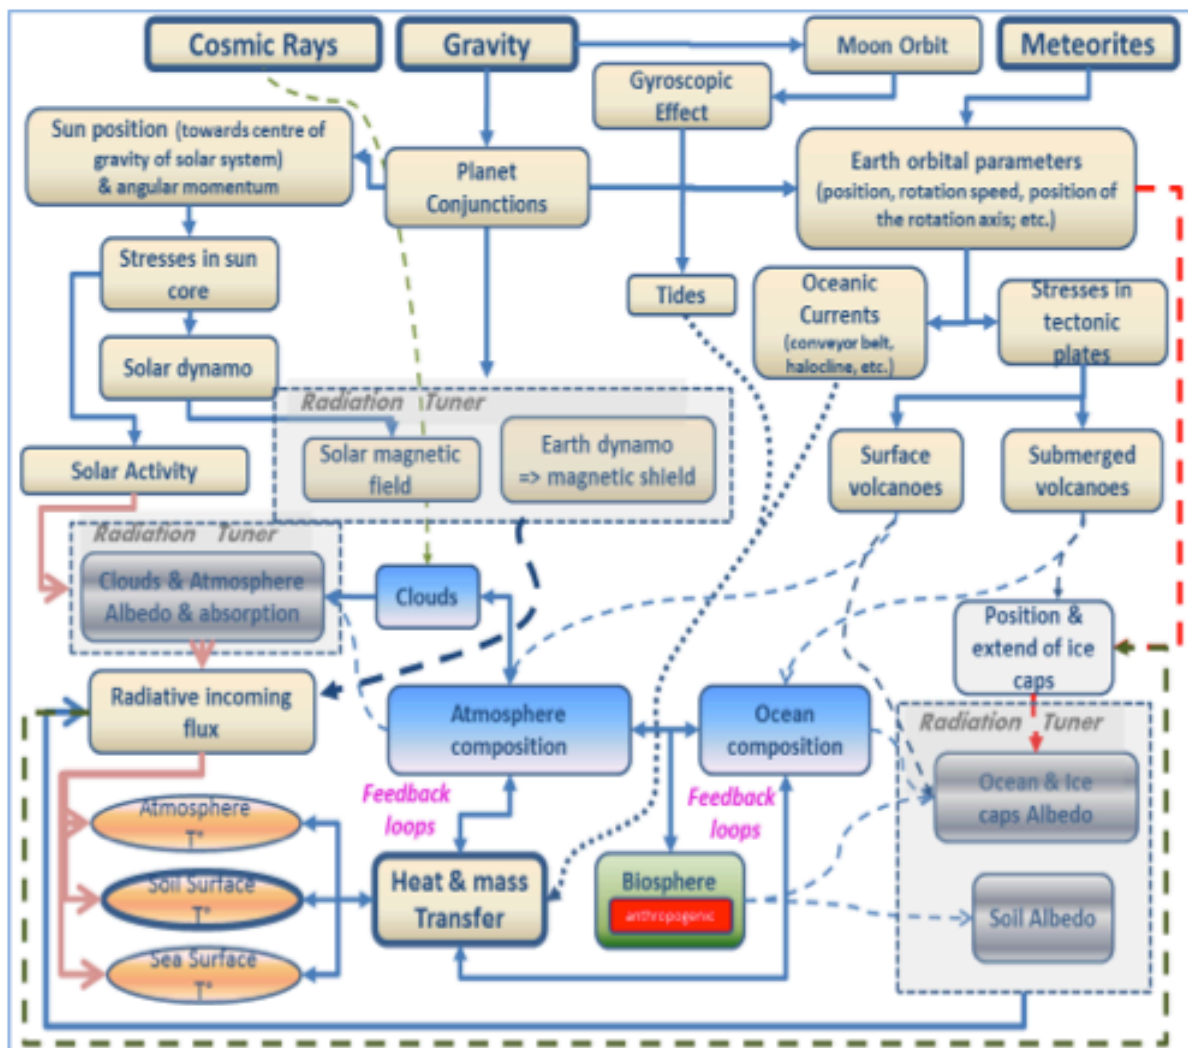 Cosmic Rays
Gravity
Moon Orbit
Meteorites
Gyroscopic
Effect
Sun position (towards centre of
gravity of solar system)
& angular momentum
Planet
Conjunctions
Earth orbital parameters
(position, rotation speed, position of
the rotation axis; etc.)
Stresses in sun
core
Tides
Oceanic
Currents
(conveyor belt,
halocline, etc.)
Stresses in
tectonic
plates
Solar dynamo
Radiation Tuner
Solar magnetic
field
Earth dynamo
=> magnetic shield
Surface
volcanoes
Submerged
volcanoes
Solar Activity
Radiation Tuner
Clouds & Atmosphere
Albedo & absorption
Clouds
Position &
extend of ice
caps
Radiative incoming
flux
Atmosphere
composition
Ocean
composition
Radiation Tuner
Ocean & Ice
caps Albedo
Feedback
loops
Feedback
loops
Atmosphere
T°
Soil Surface
T°
Sea Surface
T°
Heat & mass
Transfer
Biosphere
anthropogenic
Soil Albedo